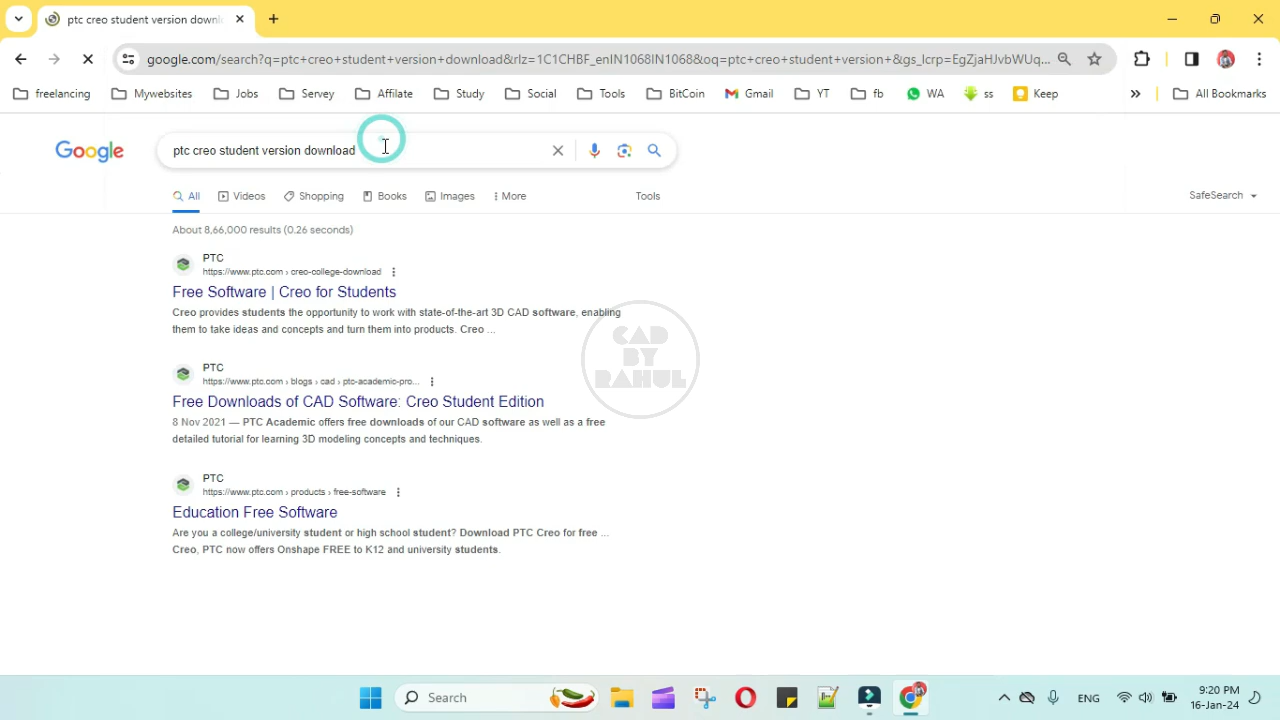 ptc creo student version downl
google.com/search?q=ptc+creo+student+version+download&rlz=1C1CHBF_enIN1068IN1068&oq=ptc+creo+student+version+&gs_lcrp=EgZjaHJvbWUq...
freelancing Mywebsites Jobs Servey Affilate Study Social Tools BitCoin Gmail YT fb WA ss Keep » All Bookmarks
Google
ptc creo student version download
All Videos Shopping Books Images More Tools SafeSearch
About 8,66,000 results (0.26 seconds)
PTC
https://www.ptc.com › creo-college-download
Free Software | Creo for Students
Creo provides students the opportunity to work with state-of-the-art 3D CAD software, enabling
them to take ideas and concepts and turn them into products. Creo ...
CAD
BY
RAHUL
PTC
https://www.ptc.com › blogs › cad › ptc-academic-pro...
Free Downloads of CAD Software: Creo Student Edition
8 Nov 2021 — PTC Academic offers free downloads of our CAD software as well as a free
detailed tutorial for learning 3D modeling concepts and techniques.
PTC
https://www.ptc.com › products › free-software
Education Free Software
Are you a college/university student or high school student? Download PTC Creo for free ...
Creo, PTC now offers Onshape FREE to K12 and university students.
Search
ENG
9:20 PM
16-Jan-24